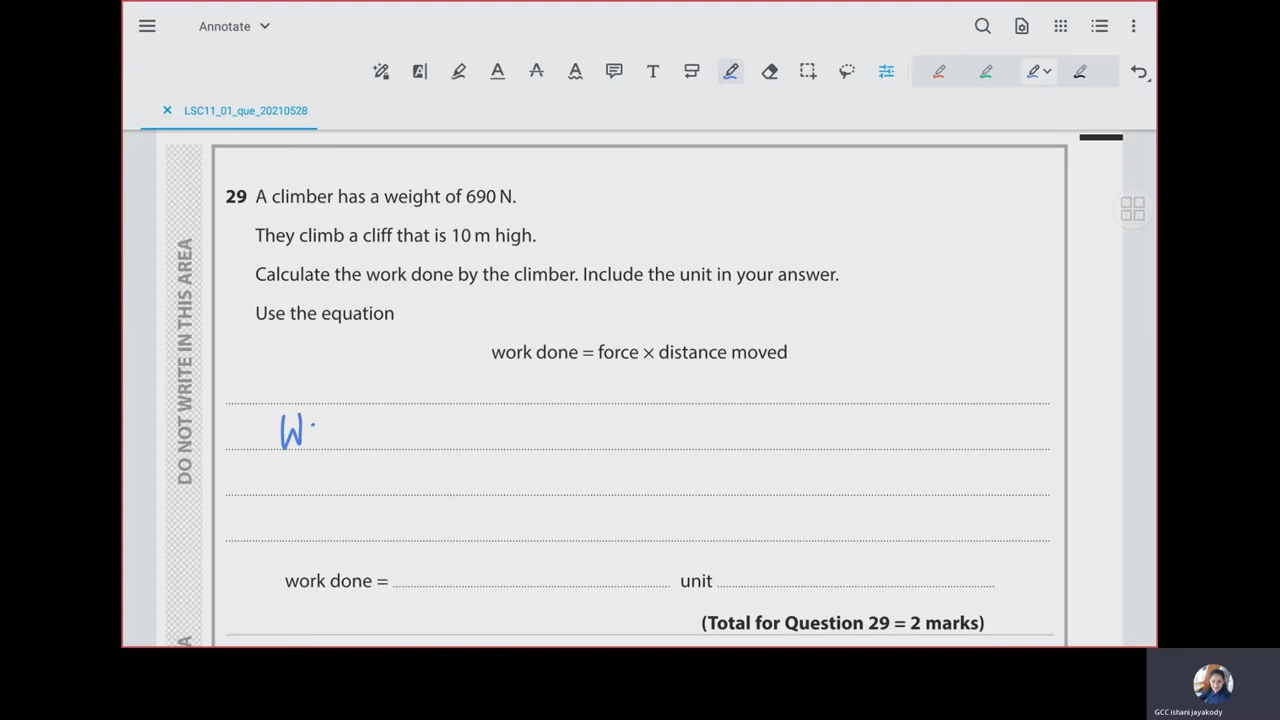 Annotate
LSC11_01_que_20210528
DO NOT WRITE IN THIS AREA
29 A climber has a weight of 690 N.
They climb a cliff that is 10 m high.
Calculate the work done by the climber. Include the unit in your answer.
Use the equation
work done = force × distance moved
W
work done = unit
(Total for Question 29 = 2 marks)
A
GCC ishani jayakody